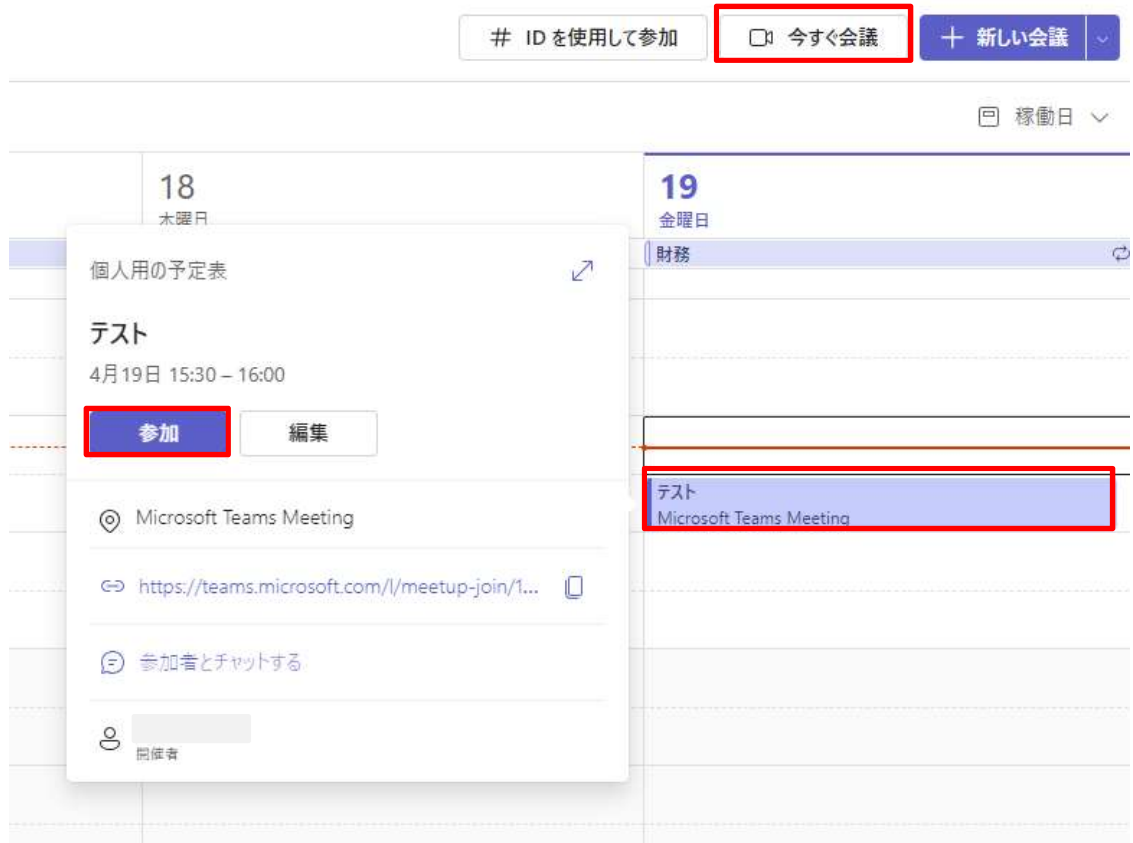 # ID を使用して参加
今すぐ会議
+ 新しい会議
稼働日
18
木曜日
19
金曜日
財務
個人用の予定表
テスト
4月19日 15:30 – 16:00
参加
編集
Microsoft Teams Meeting
https://teams.microsoft.com/l/meetup-join/1...
参加者とチャットする
開催者
テスト
Microsoft Teams Meeting